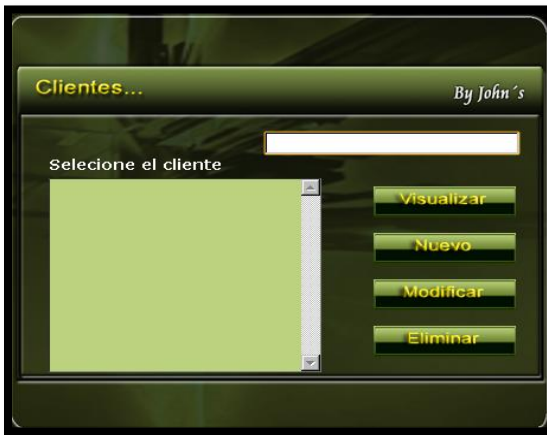 Clientes...
By John´s
Selecione el cliente
Visualizar
Nuevo
Modificar
Eliminar